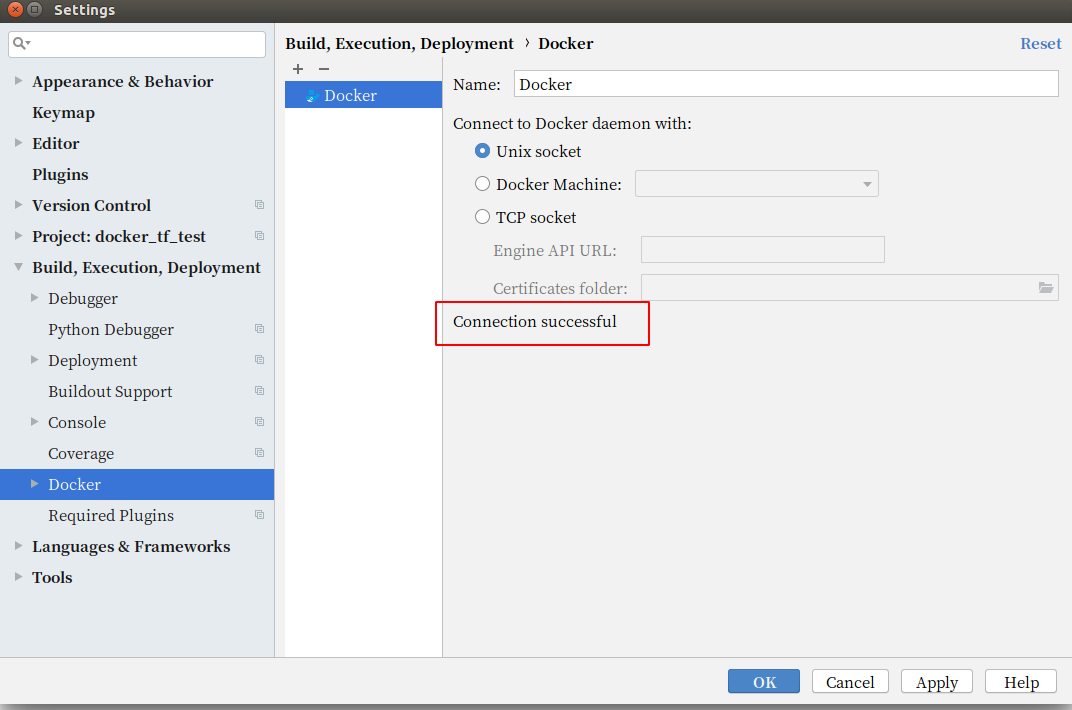 Settings
Build, Execution, Deployment › Docker
Reset
Appearance & Behavior
Keymap
Editor
Plugins
Version Control
Project: docker_tf_test
Build, Execution, Deployment
Debugger
Python Debugger
Deployment
Buildout Support
Console
Coverage
Docker
Required Plugins
Languages & Frameworks
Tools
Docker
Name: Docker
Connect to Docker daemon with:
Unix socket
Docker Machine:
TCP socket
Engine API URL:
Certificates folder:
Connection successful
OK Cancel Apply Help